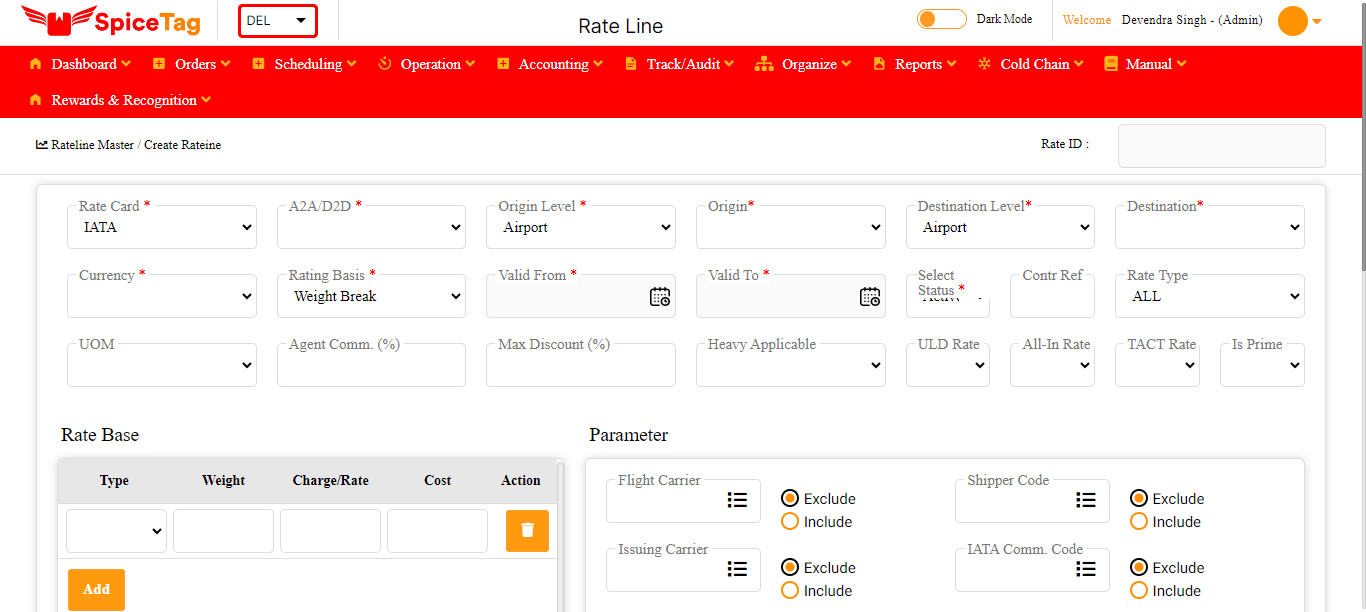 SpiceTag
DEL
Rate Line
Dark Mode
Welcome Devendra Singh - (Admin)
Dashboard Orders Scheduling Operation Accounting Track/Audit Organize Reports Cold Chain Manual
Rewards & Recognition
Rateline Master / Create Rateine
Rate ID :
Rate Card * A2A/D2D * Origin Level * Origin* Destination Level* Destination*
IATA Airport Airport
Currency * Rating Basis * Valid From * Valid To * Select Status * Contr Ref Rate Type
Weight Break ALL
UOM Agent Comm. (%) Max Discount (%) Heavy Applicable ULD Rate All-In Rate TACT Rate Is Prime
Rate Base
Type Weight Charge/Rate Cost Action
Add
Parameter
Flight Carrier
Exclude
Include
Shipper Code
Exclude
Include
Issuing Carrier
Exclude
Include
IATA Comm. Code
Exclude
Include